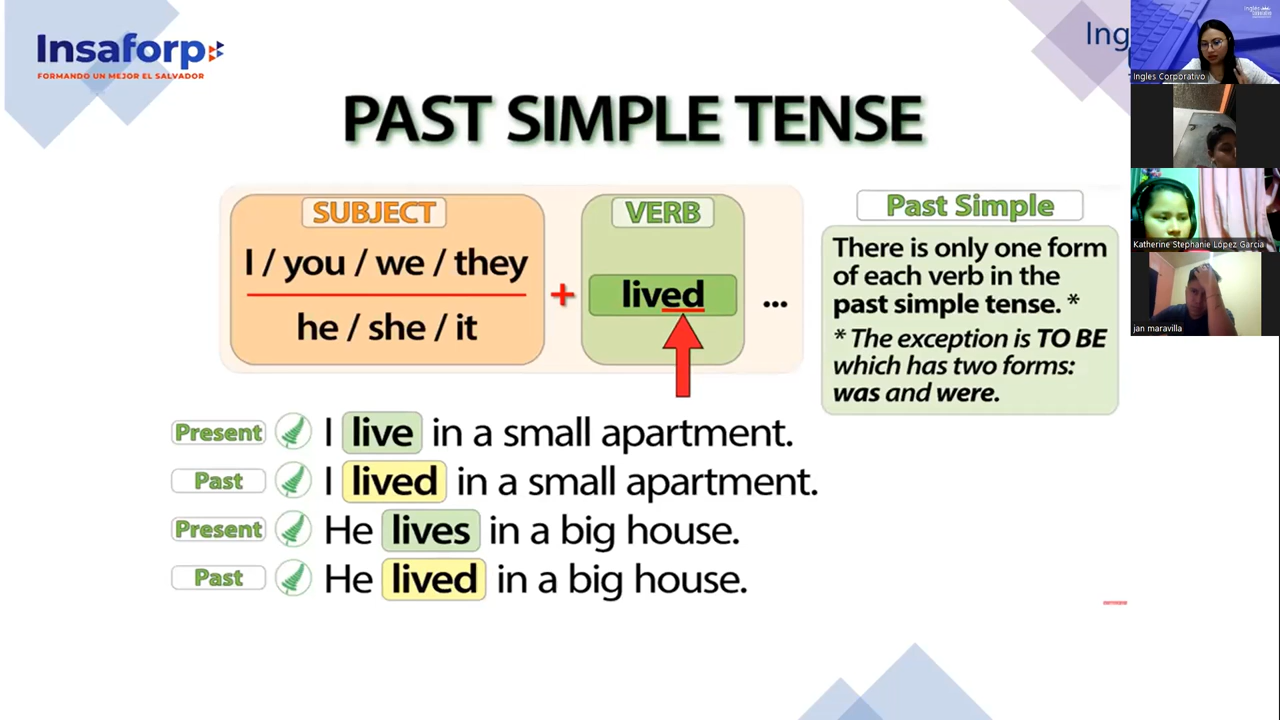 Insaforp
FORMANDO UN MEJOR EL SALVADOR
Ing
PAST SIMPLE TENSE
SUBJECT
I / you / we / they
he / she / it
+
VERB
lived
...
Past Simple
There is only one form
of each verb in the
past simple tense. *
* The exception is TO BE
which has two forms:
was and were.
Present I live in a small apartment.
Past I lived in a small apartment.
Present He lives in a big house.
Past He lived in a big house.
Ingles Corporativo
Katherine Stephanie López García
jan maravilla